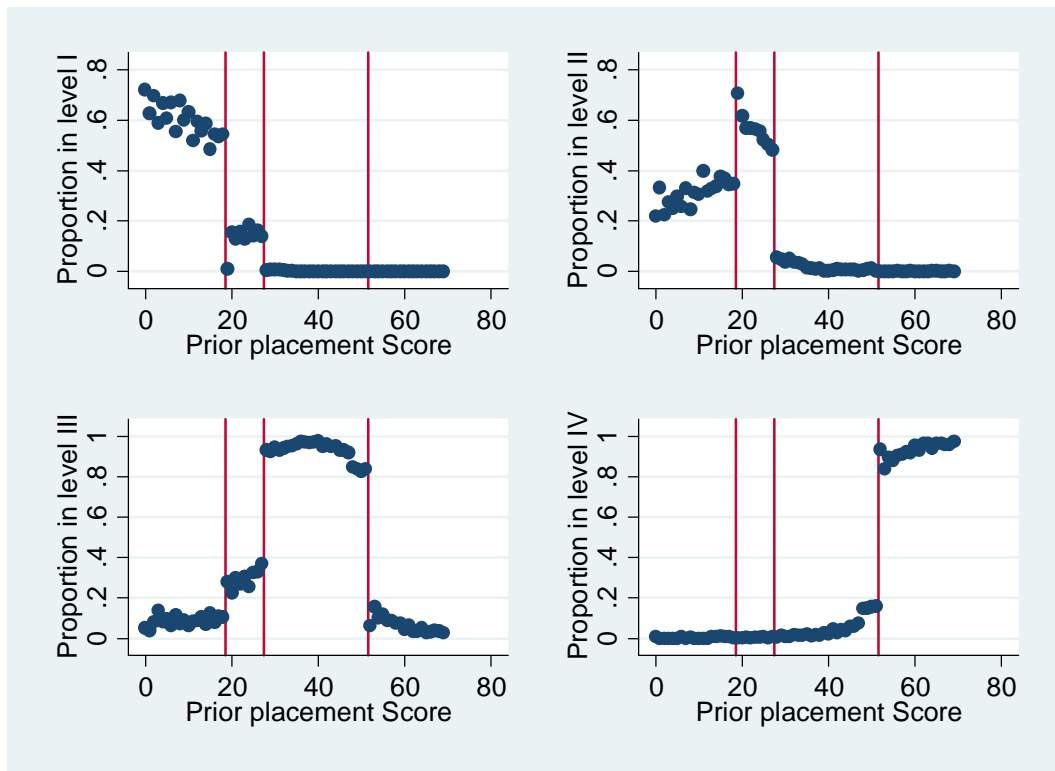 Proportion in level I
.8
.6
.4
.2
0
0 20 40 60 80
Prior placement Score
Proportion in level II
.8
.6
.4
.2
0
0 20 40 60 80
Prior placement Score
Proportion in level III
1
.8
.6
.4
.2
0
0 20 40 60 80
Prior placement Score
Proportion in level IV
1
.8
.6
.4
.2
0
0 20 40 60 80
Prior placement Score